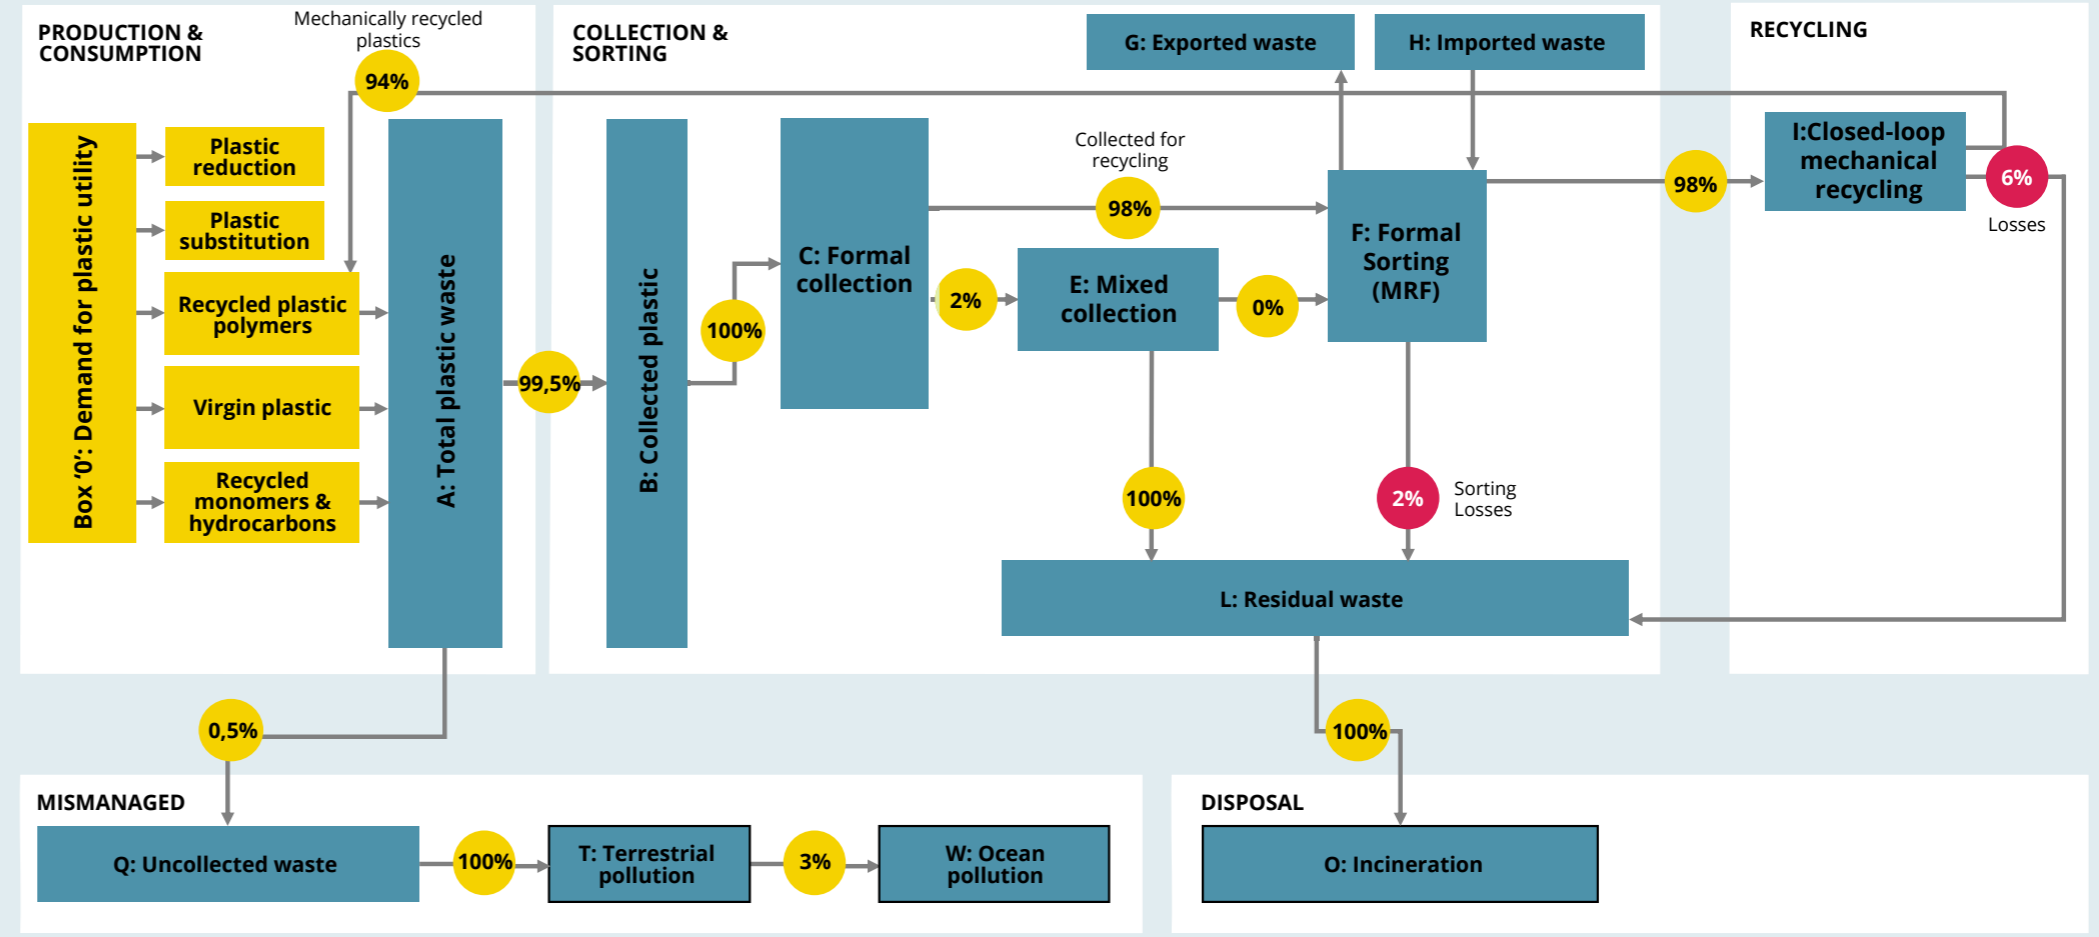 PRODUCTION &
CONSUMPTION
Mechanically recycled
plastics
94%
Box ‘0’: Demand for plastic utility
Plastic
reduction
Plastic
substitution
Recycled plastic
polymers
Virgin plastic
Recycled
monomers &
hydrocarbons
A: Total plastic waste
99,5%
COLLECTION &
SORTING
B: Collected plastic
100%
C: Formal
collection
Collected for
recycling
98%
2%
E: Mixed
collection
0%
G: Exported waste
H: Imported waste
F: Formal
Sorting
(MRF)
100%
2%
Sorting
Losses
L: Residual waste
98%
RECYCLING
I:Closed-loop
mechanical
recycling
6%
Losses
0,5%
100%
MISMANAGED
Q: Uncollected waste
100%
T: Terrestrial
pollution
3%
W: Ocean
pollution
DISPOSAL
O: Incineration